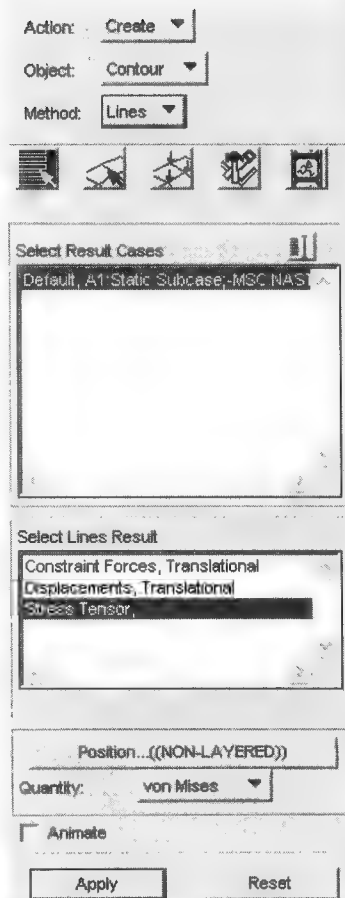 Action: Create
Object: Contour
Method: Lines
Select Result Cases
Default, A1:Static Subcase;-MSC.NAST
Select Lines Result
Constraint Forces, Translational
Displacements, Translational
Stress Tensor,
Position...((NON-LAYERED))
Quantity: von Mises
Animate
Apply Reset